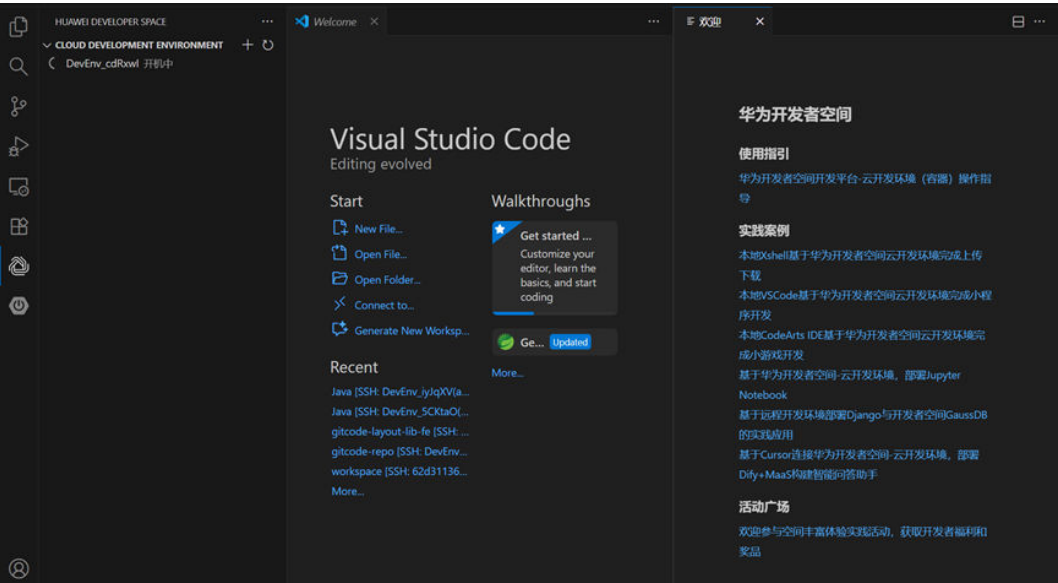 HUAWEI DEVELOPER SPACE
CLOUD DEVELOPMENT ENVIRONMENT
DevEnv_cdRxwl 开机中
Welcome
Visual Studio Code
Editing evolved
Start
New File...
Open File...
Open Folder...
Connect to...
Generate New Worksp...
Recent
Java [SSH: DevEnv_iyJqXV(a...
Java [SSH: DevEnv_5CKtaO(...
gitcode-layout-lib-fe [SSH: ...
gitcode-repo [SSH: DevEnv...
workspace [SSH: 62d31136...
More...
Walkthroughs
Get started ...
Customize your
editor, learn the
basics, and start
coding
Ge... Updated
More...
欢迎
华为开发者空间
使用指引
华为开发者空间开发平台-云开发环境（容器）操作指
导
实践案例
本地Xshell基于华为开发者空间云开发环境完成上传
下载
本地VSCode基于华为开发者空间云开发环境完成小程
序开发
本地CodeArts IDE基于华为开发者空间云开发环境完
成小游戏开发
基于华为开发者空间-云开发环境，部署Jupyter
Notebook
基于远程开发环境部署Django与开发者空间GaussDB
的实践应用
基于Cursor连接华为开发者空间-云开发环境，部署
Dify+MaaS构建智能问答助手
活动广场
欢迎参与空间丰富体验实践活动，获取开发者福利和
奖品